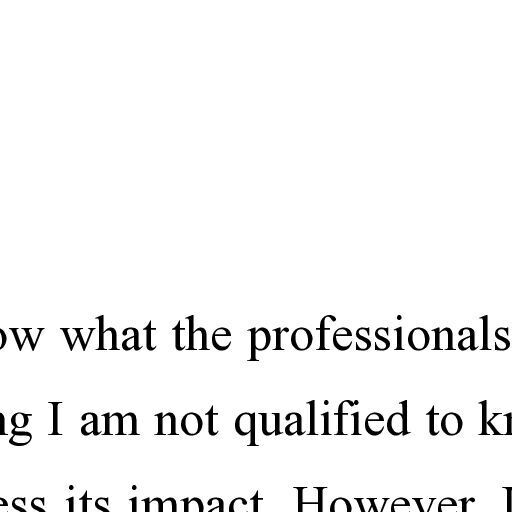 ow what the professionals
ng I am not qualified to kn
ess its impact. However, I